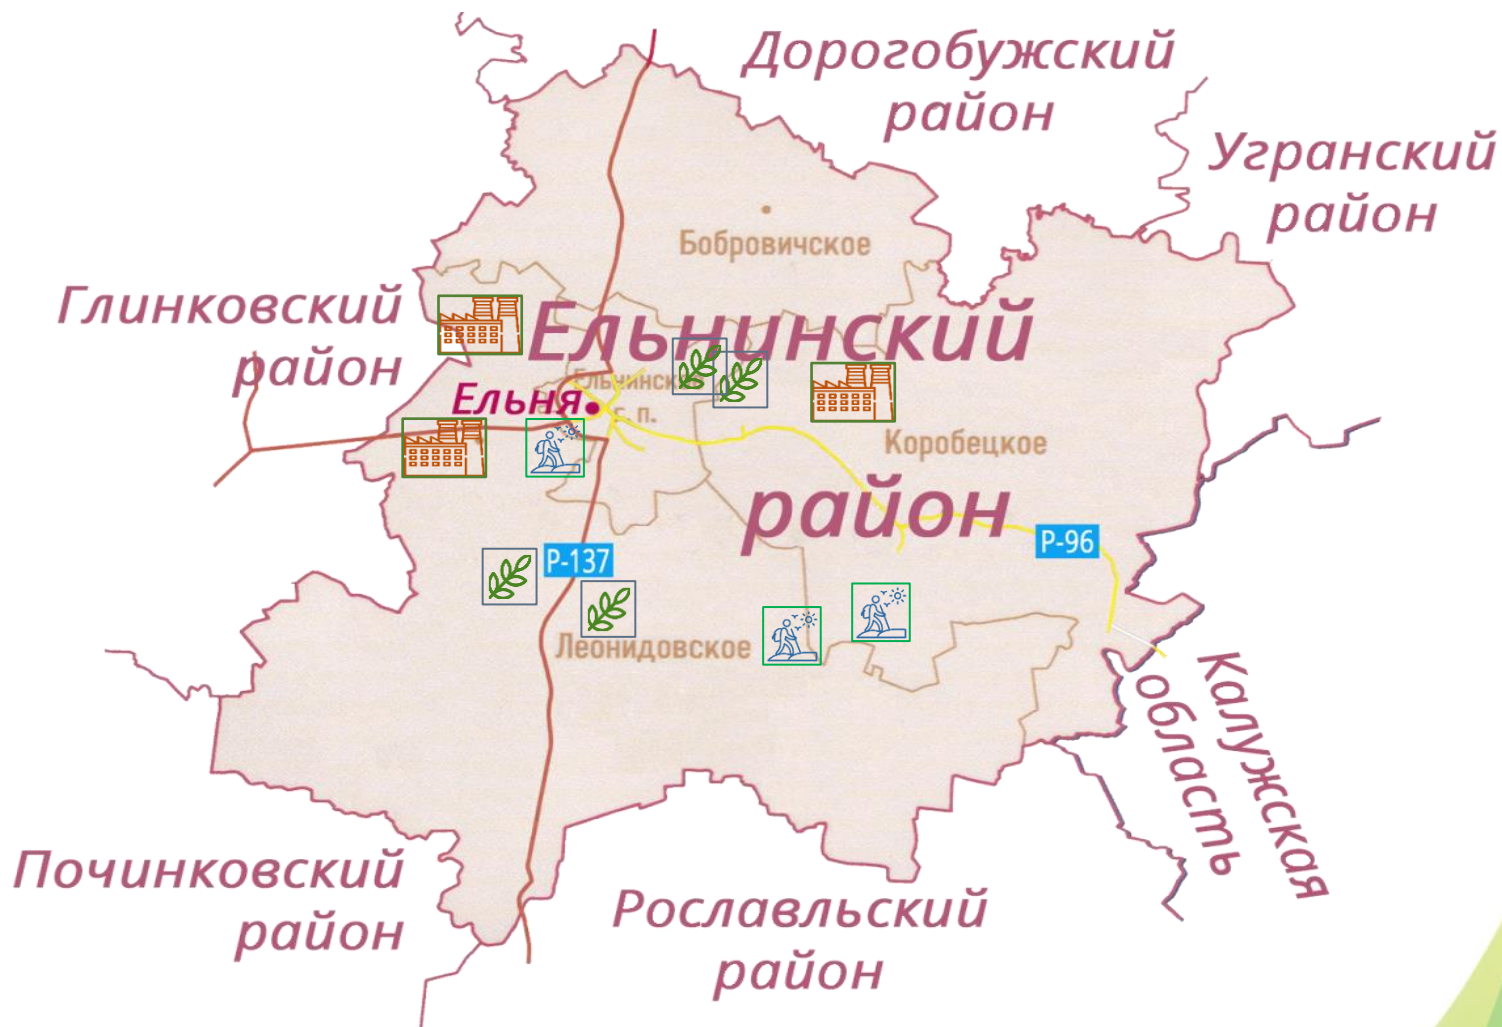 Дорогобужский
район
Угранский
район
Бобровичское
Глинковский
район
Ельнинский
Ельнинское
г. п.
Ельня
Коробецкое
район
Р-96
Р-137
Леонидовское
Калужская
область
Починковский
район
Рославльский
район